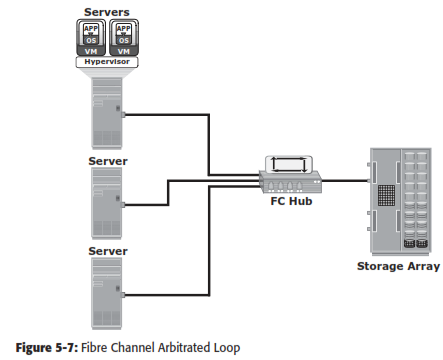 Servers
APP APP
OS OS
VM VM
Hypervisor
Server
FC Hub
Server
Storage Array
Figure 5-7: Fibre Channel Arbitrated Loop